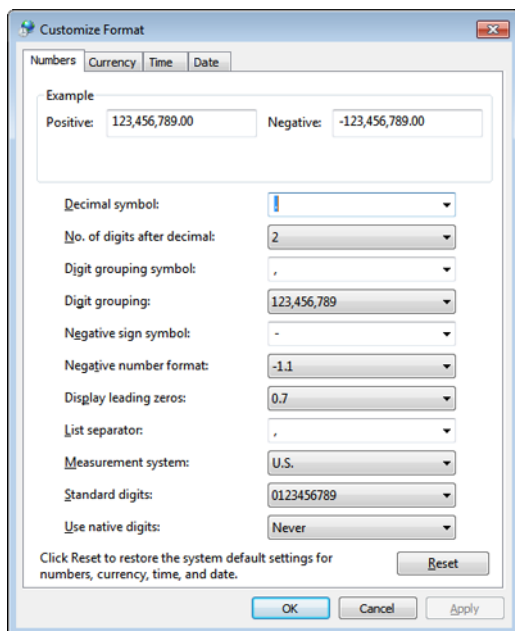 Customize Format
Numbers Currency Time Date
Example
Positive: 123,456,789.00 Negative: -123,456,789.00
Decimal symbol: .
No. of digits after decimal: 2
Digit grouping symbol: ,
Digit grouping: 123,456,789
Negative sign symbol: -
Negative number format: -1.1
Display leading zeros: 0.7
List separator: ,
Measurement system: U.S.
Standard digits: 0123456789
Use native digits: Never
Click Reset to restore the system default settings for
numbers, currency, time, and date.
Reset
OK Cancel Apply